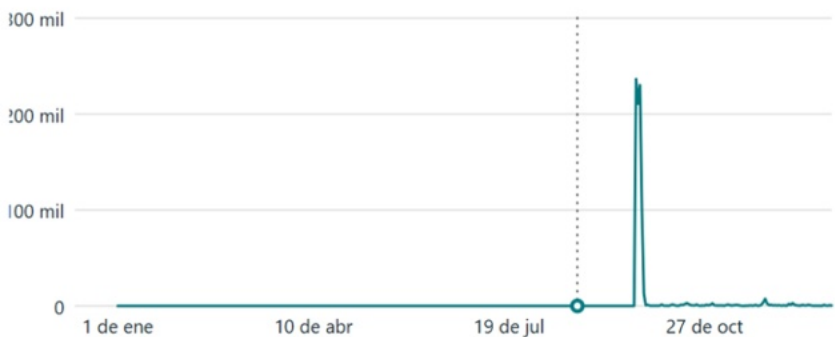 300 mil
200 mil
100 mil
0
1 de ene
10 de abr
19 de jul
27 de oct